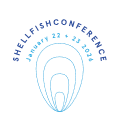 SHELLFISHCONFERENCE
January 22 + 23 2024